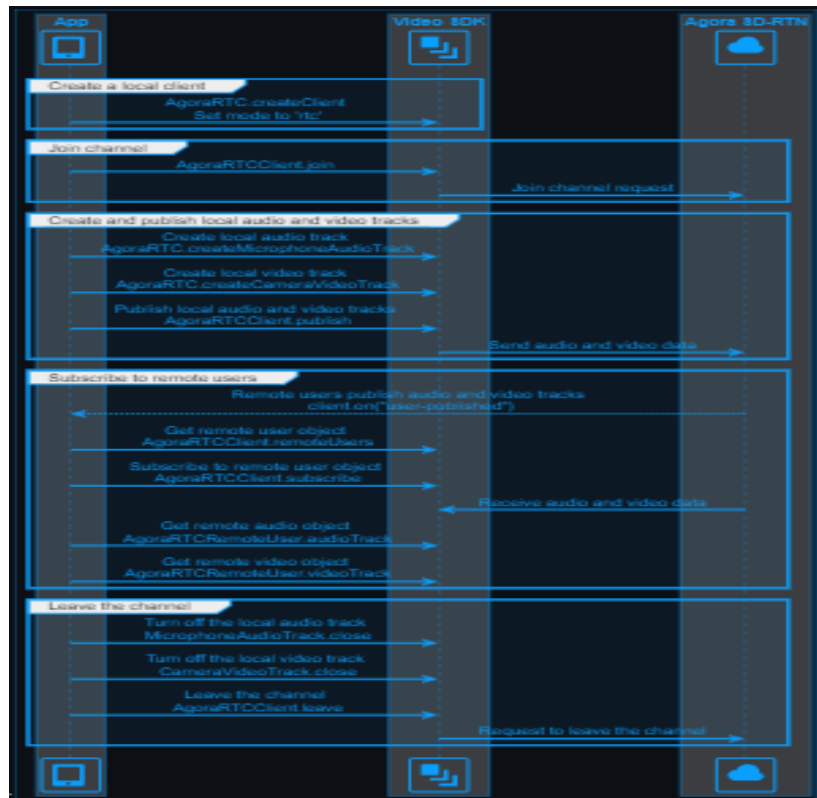 App
Video SDK
Agora SD-RTN
Create a local client
AgoraRTC.createClient
Set mode to 'rtc'
Join channel
AgoraRTCClient.join
Join channel request
Create and publish local audio and video tracks
Create local audio track
AgoraRTC.createMicrophoneAudioTrack
Create local video track
AgoraRTC.createCameraVideoTrack
Publish local audio and video tracks
AgoraRTCClient.publish
Send audio and video data
Subscribe to remote users
Remote users publish audio and video tracks
client.on("user-published")
Get remote user object
AgoraRTCClient.remoteUsers
Subscribe to remote user object
AgoraRTCClient.subscribe
Receive audio and video data
Get remote audio object
AgoraRTCRemoteUser.audioTrack
Get remote video object
AgoraRTCRemoteUser.videoTrack
Leave the channel
Turn off the local audio track
MicrophoneAudioTrack.close
Turn off the local video track
CameraVideoTrack.close
Leave the channel
AgoraRTCClient.leave
Request to leave the channel